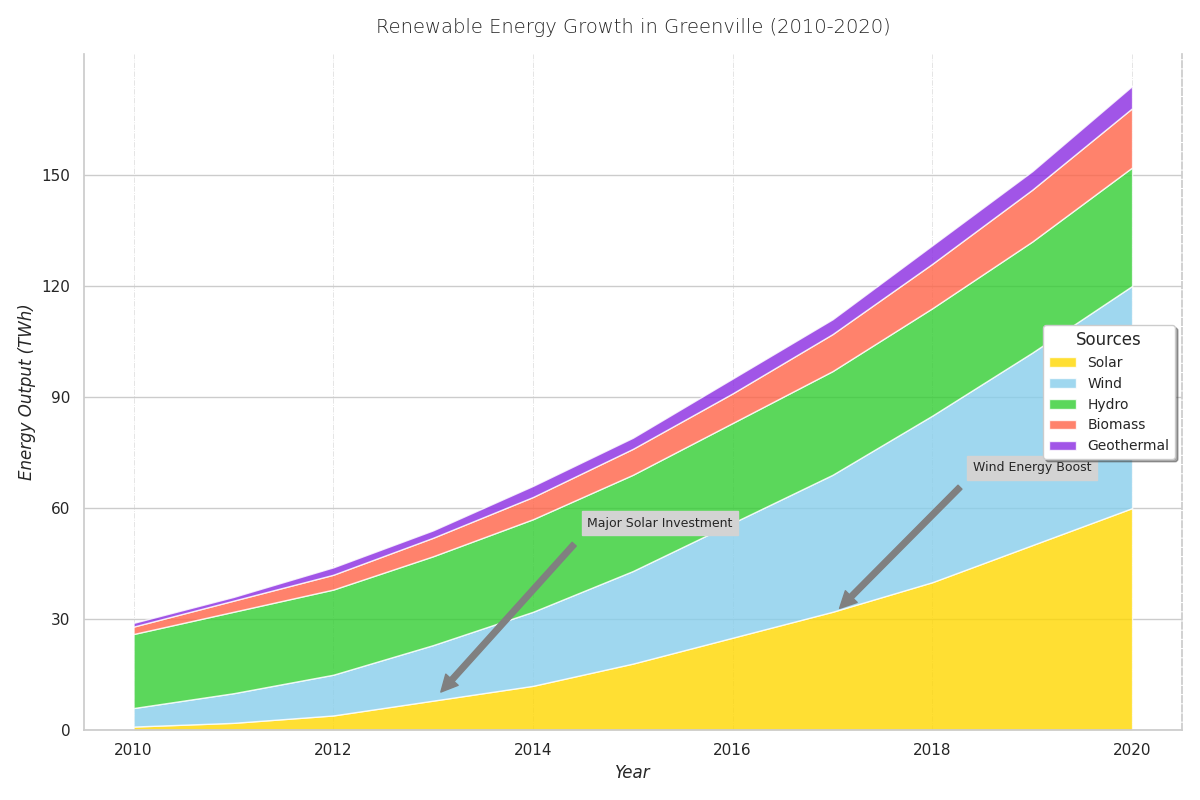 Renewable Energy Growth in Greenville (2010-2020)
Energy Output (TWh)
150
120
90
60
30
0
Sources
Solar
Wind
Hydro
Biomass
Geothermal
Wind Energy Boost
Major Solar Investment
2010 2012 2014 2016 2018 2020
Year